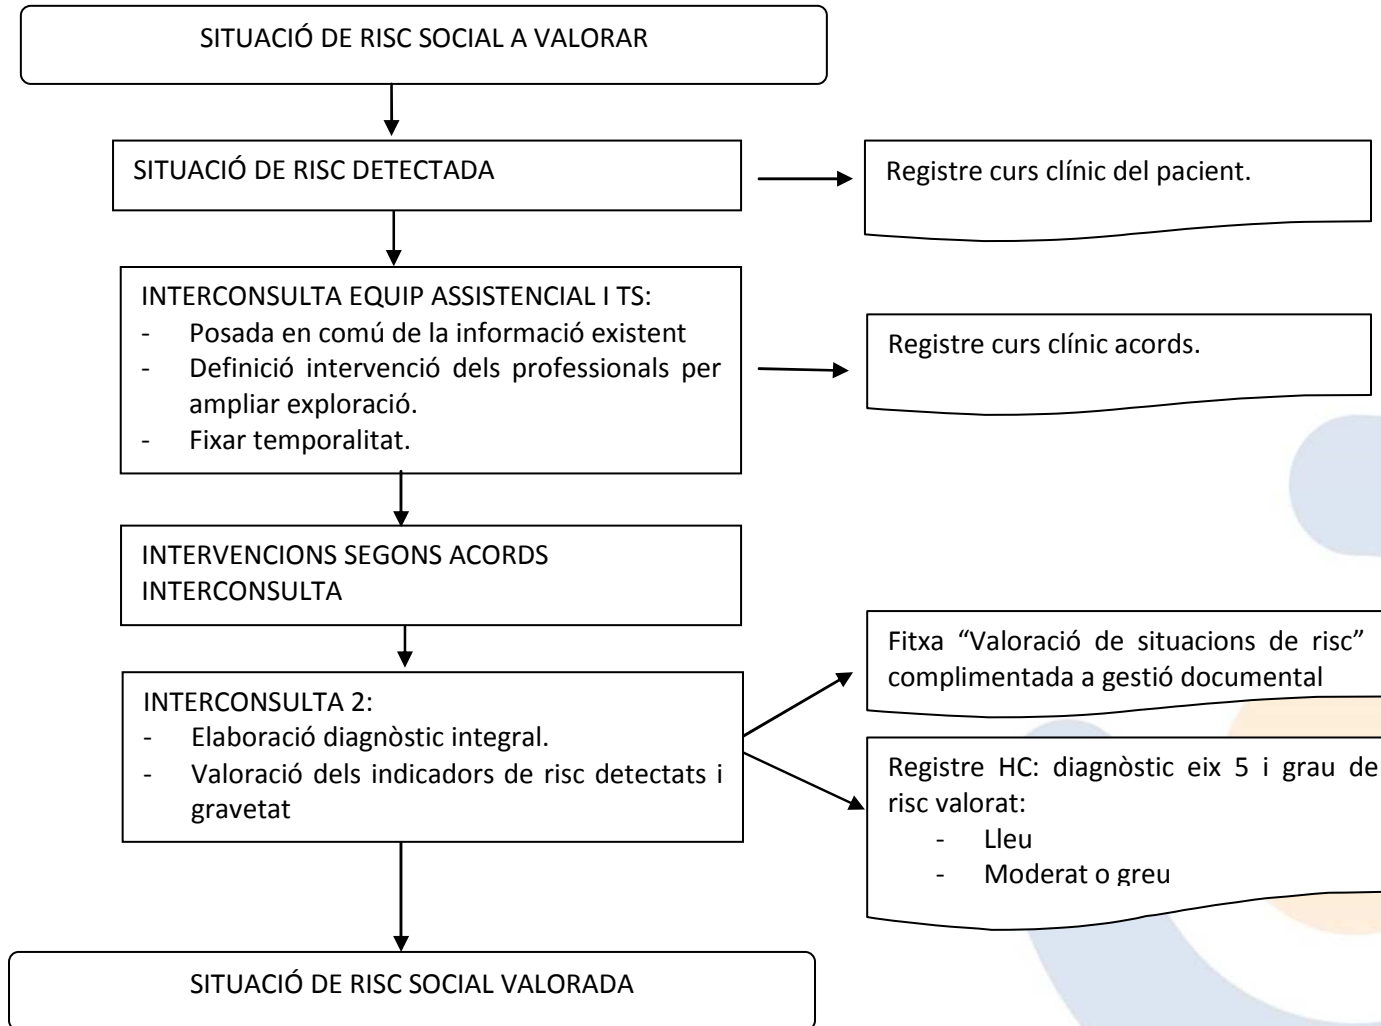 SITUACIÓ DE RISC SOCIAL A VALORAR
SITUACIÓ DE RISC DETECTADA
Registre curs clínic del pacient.
INTERCONSULTA EQUIP ASSISTENCIAL I TS:
- Posada en comú de la informació existent
- Definició intervenció dels professionals per
ampliar exploració.
- Fixar temporalitat.
Registre curs clínic acords.
INTERVENCIONS SEGONS ACORDS
INTERCONSULTA
INTERCONSULTA 2:
- Elaboració diagnòstic integral.
- Valoració dels indicadors de risc detectats i
gravetat
Fitxa “Valoració de situacions de risc”
complimentada a gestió documental
Registre HC: diagnòstic eix 5 i grau de
risc valorat:
- Lleu
- Moderat o greu
SITUACIÓ DE RISC SOCIAL VALORADA